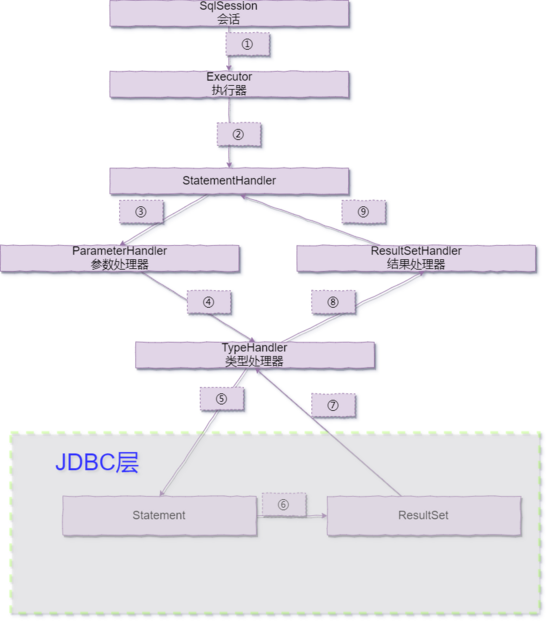 SqlSession
会话
①
Executor
执行器
②
StatementHandler
③
⑨
ParameterHandler
参数处理器
ResultSetHandler
结果处理器
④
⑧
TypeHandler
类型处理器
⑤
⑦
JDBC层
Statement
⑥
ResultSet